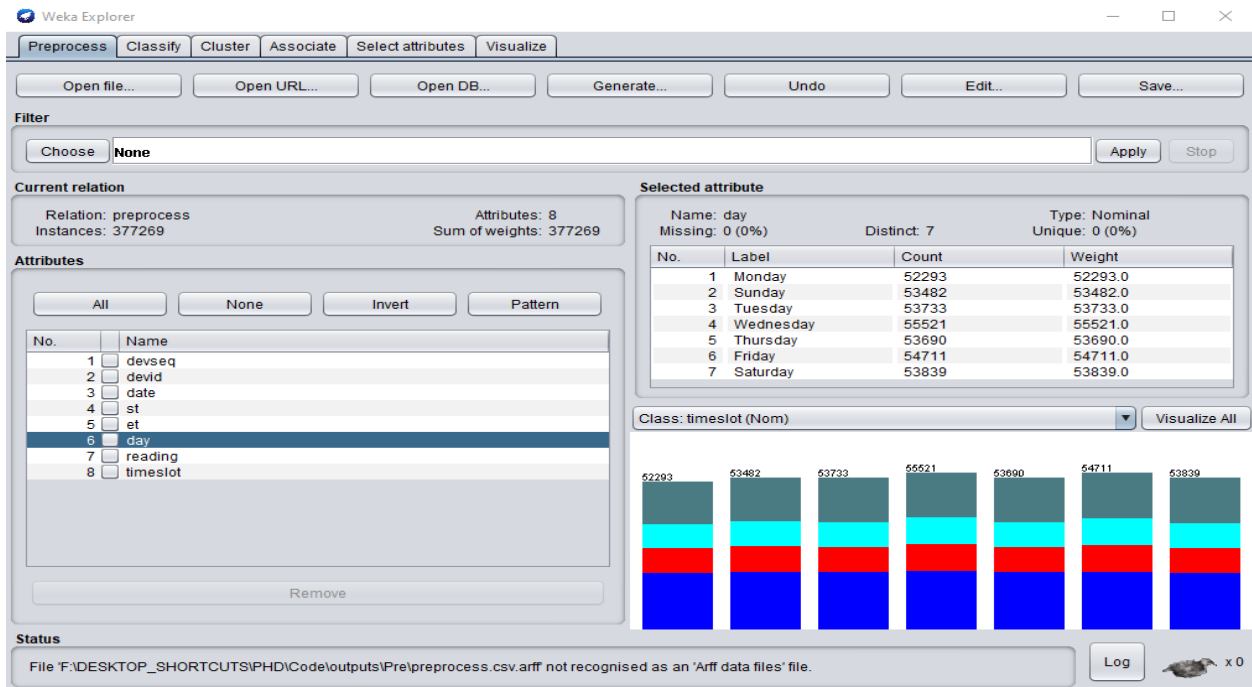 Weka Explorer
Preprocess Classify Cluster Associate Select attributes Visualize
Open file... Open URL... Open DB... Generate... Undo Edit... Save...
Filter
Choose None Apply Stop
Current relation
Relation: preprocess Attributes: 8
Instances: 377269 Sum of weights: 377269
Attributes
All None Invert Pattern
No. Name
1 devseq
2 devid
3 date
4 st
5 et
6 day
7 reading
8 timeslot
Remove
Selected attribute
Name: day Type: Nominal
Missing: 0 (0%) Distinct: 7 Unique: 0 (0%)
No. Label Count Weight
1 Monday 52293 52293.0
2 Sunday 53482 53482.0
3 Tuesday 53733 53733.0
4 Wednesday 55521 55521.0
5 Thursday 53690 53690.0
6 Friday 54711 54711.0
7 Saturday 53839 53839.0
Class: timeslot (Nom) Visualize All
52293 53482 53733 55521 53690 54711 53839
Status
File 'F:\DESKTOP_SHORTCUTS\PHD\Code\outputs\Pre\preprocess.csv.arff' not recognised as an 'Arff data files' file.
Log x 0